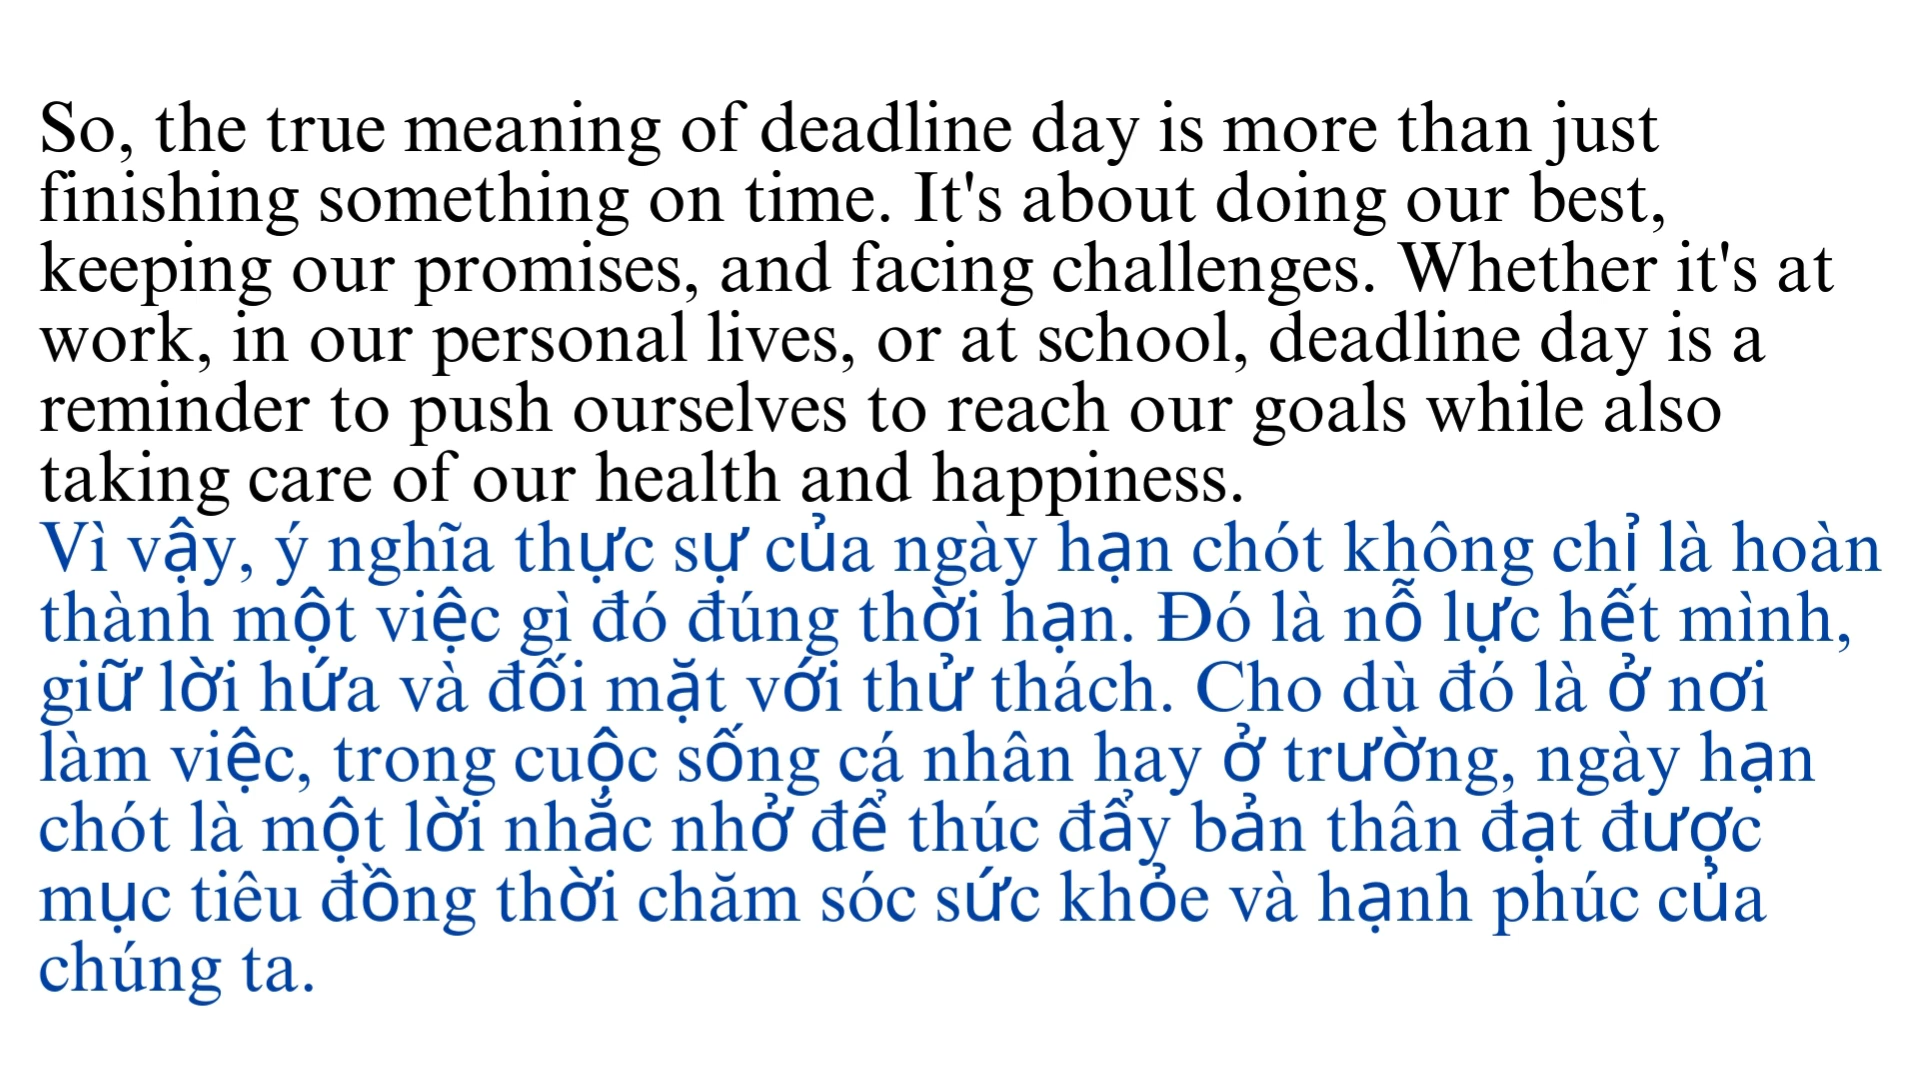 So, the true meaning of deadline day is more than just
finishing something on time. It's about doing our best,
keeping our promises, and facing challenges. Whether it's at
work, in our personal lives, or at school, deadline day is a
reminder to push ourselves to reach our goals while also
taking care of our health and happiness.
Vì vậy, ý nghĩa thực sự của ngày hạn chót không chỉ là hoàn
thành một việc gì đó đúng thời hạn. Đó là nỗ lực hết mình,
giữ lời hứa và đối mặt với thử thách. Cho dù đó là ở nơi
làm việc, trong cuộc sống cá nhân hay ở trường, ngày hạn
chót là một lời nhắc nhở để thúc đẩy bản thân đạt được
mục tiêu đồng thời chăm sóc sức khỏe và hạnh phúc của
chúng ta.